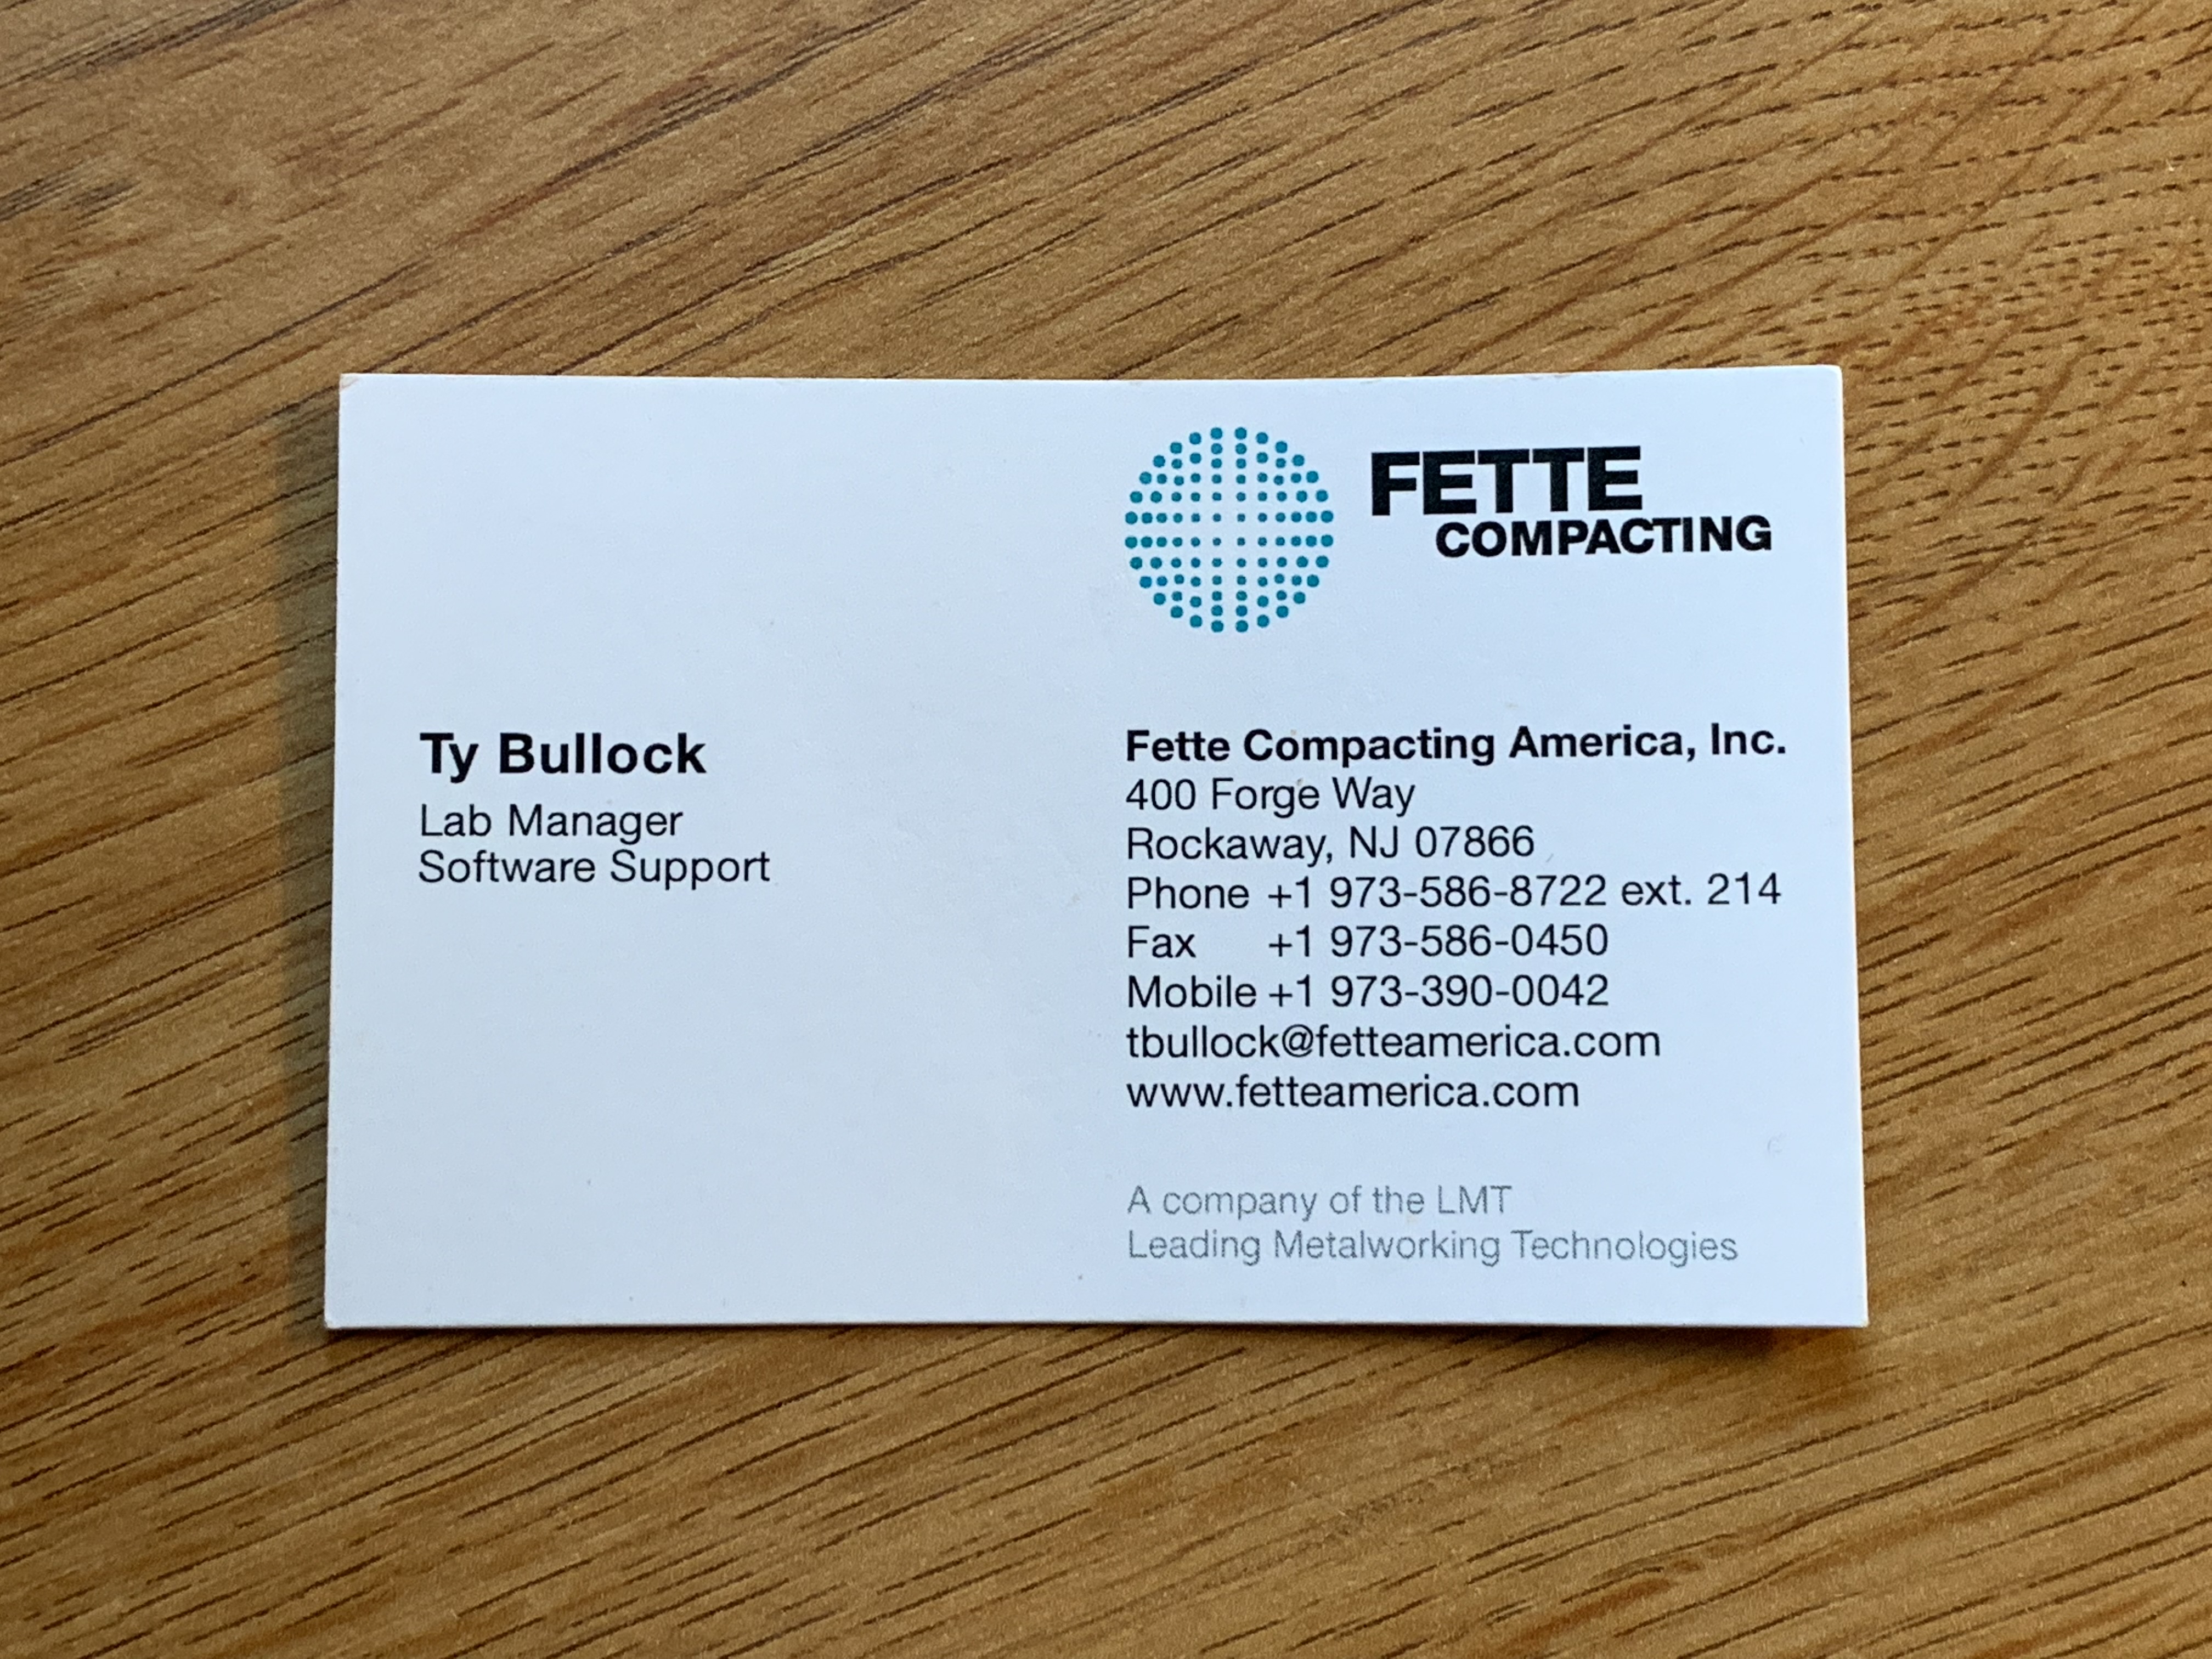 FETTE
COMPACTING
Ty Bullock
Lab Manager
Software Support
Fette Compacting America, Inc.
400 Forge Way
Rockaway, NJ 07866
Phone +1 973-586-8722 ext. 214
Fax +1 973-586-0450
Mobile +1 973-390-0042
tbullock@fetteamerica.com
www.fetteamerica.com
A company of the LMT
Leading Metalworking Technologies